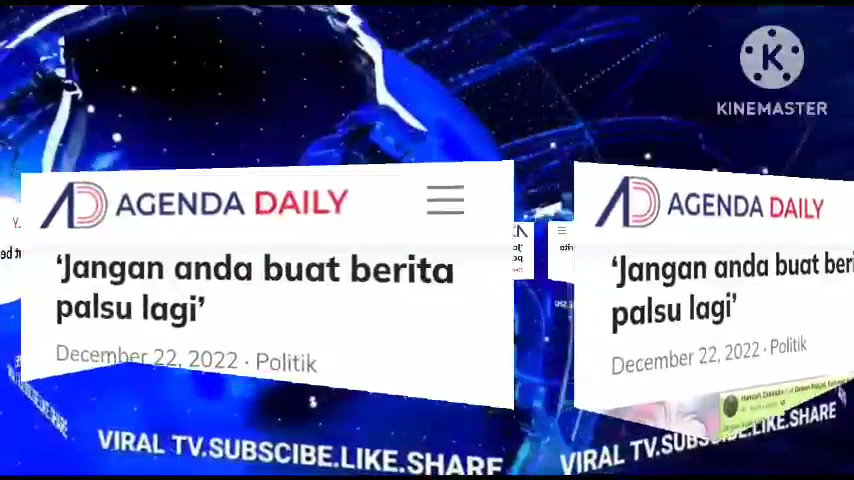 KINEMASTER
AGENDA DAILY
‘Jangan anda buat berita
palsu lagi’
December 22, 2022 · Politik
AGENDA DAILY
‘Jangan anda buat beri
palsu lagi’
December 22, 2022 · Politik
VIRAL TV.SUBSCIBE.LIKE.SHARE
VIRAL TV.SUBSCIBE.LIKE.SHARE